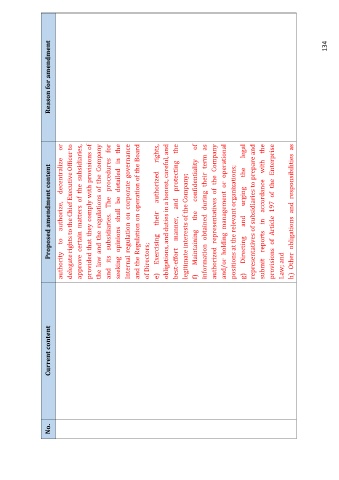 No.
Current content
Proposed amendment content
Reason for amendment
authority to authorize, decentralize or
delegate rights to the Chief Executive Officer to
approve certain matters of the subsidiaries,
provided that they comply with provisions of
the law and the regulations of the Company
and its subsidiaries. The procedures for
seeking opinions shall be detailed in the
internal regulation on corporate governance
and the Regulation on operation of the Board
of Directors;
e) Exercising their authorized rights,
obligations, and duties in a honest, careful, and
best-effort manner, and protecting the
legitimate interests of the Company;
f) Maintaining the confidentiality of
information obtained during their term as
authorized representatives of the Company
and/or holding management or operational
positions at the relevant organizations;
g) Directing and urging the legal
representatives of subsidiaries to prepare and
submit reports in accordance with the
provisions of Article 197 of the Enterprise
Law; and
h) Other obligations and responsibilities as
134